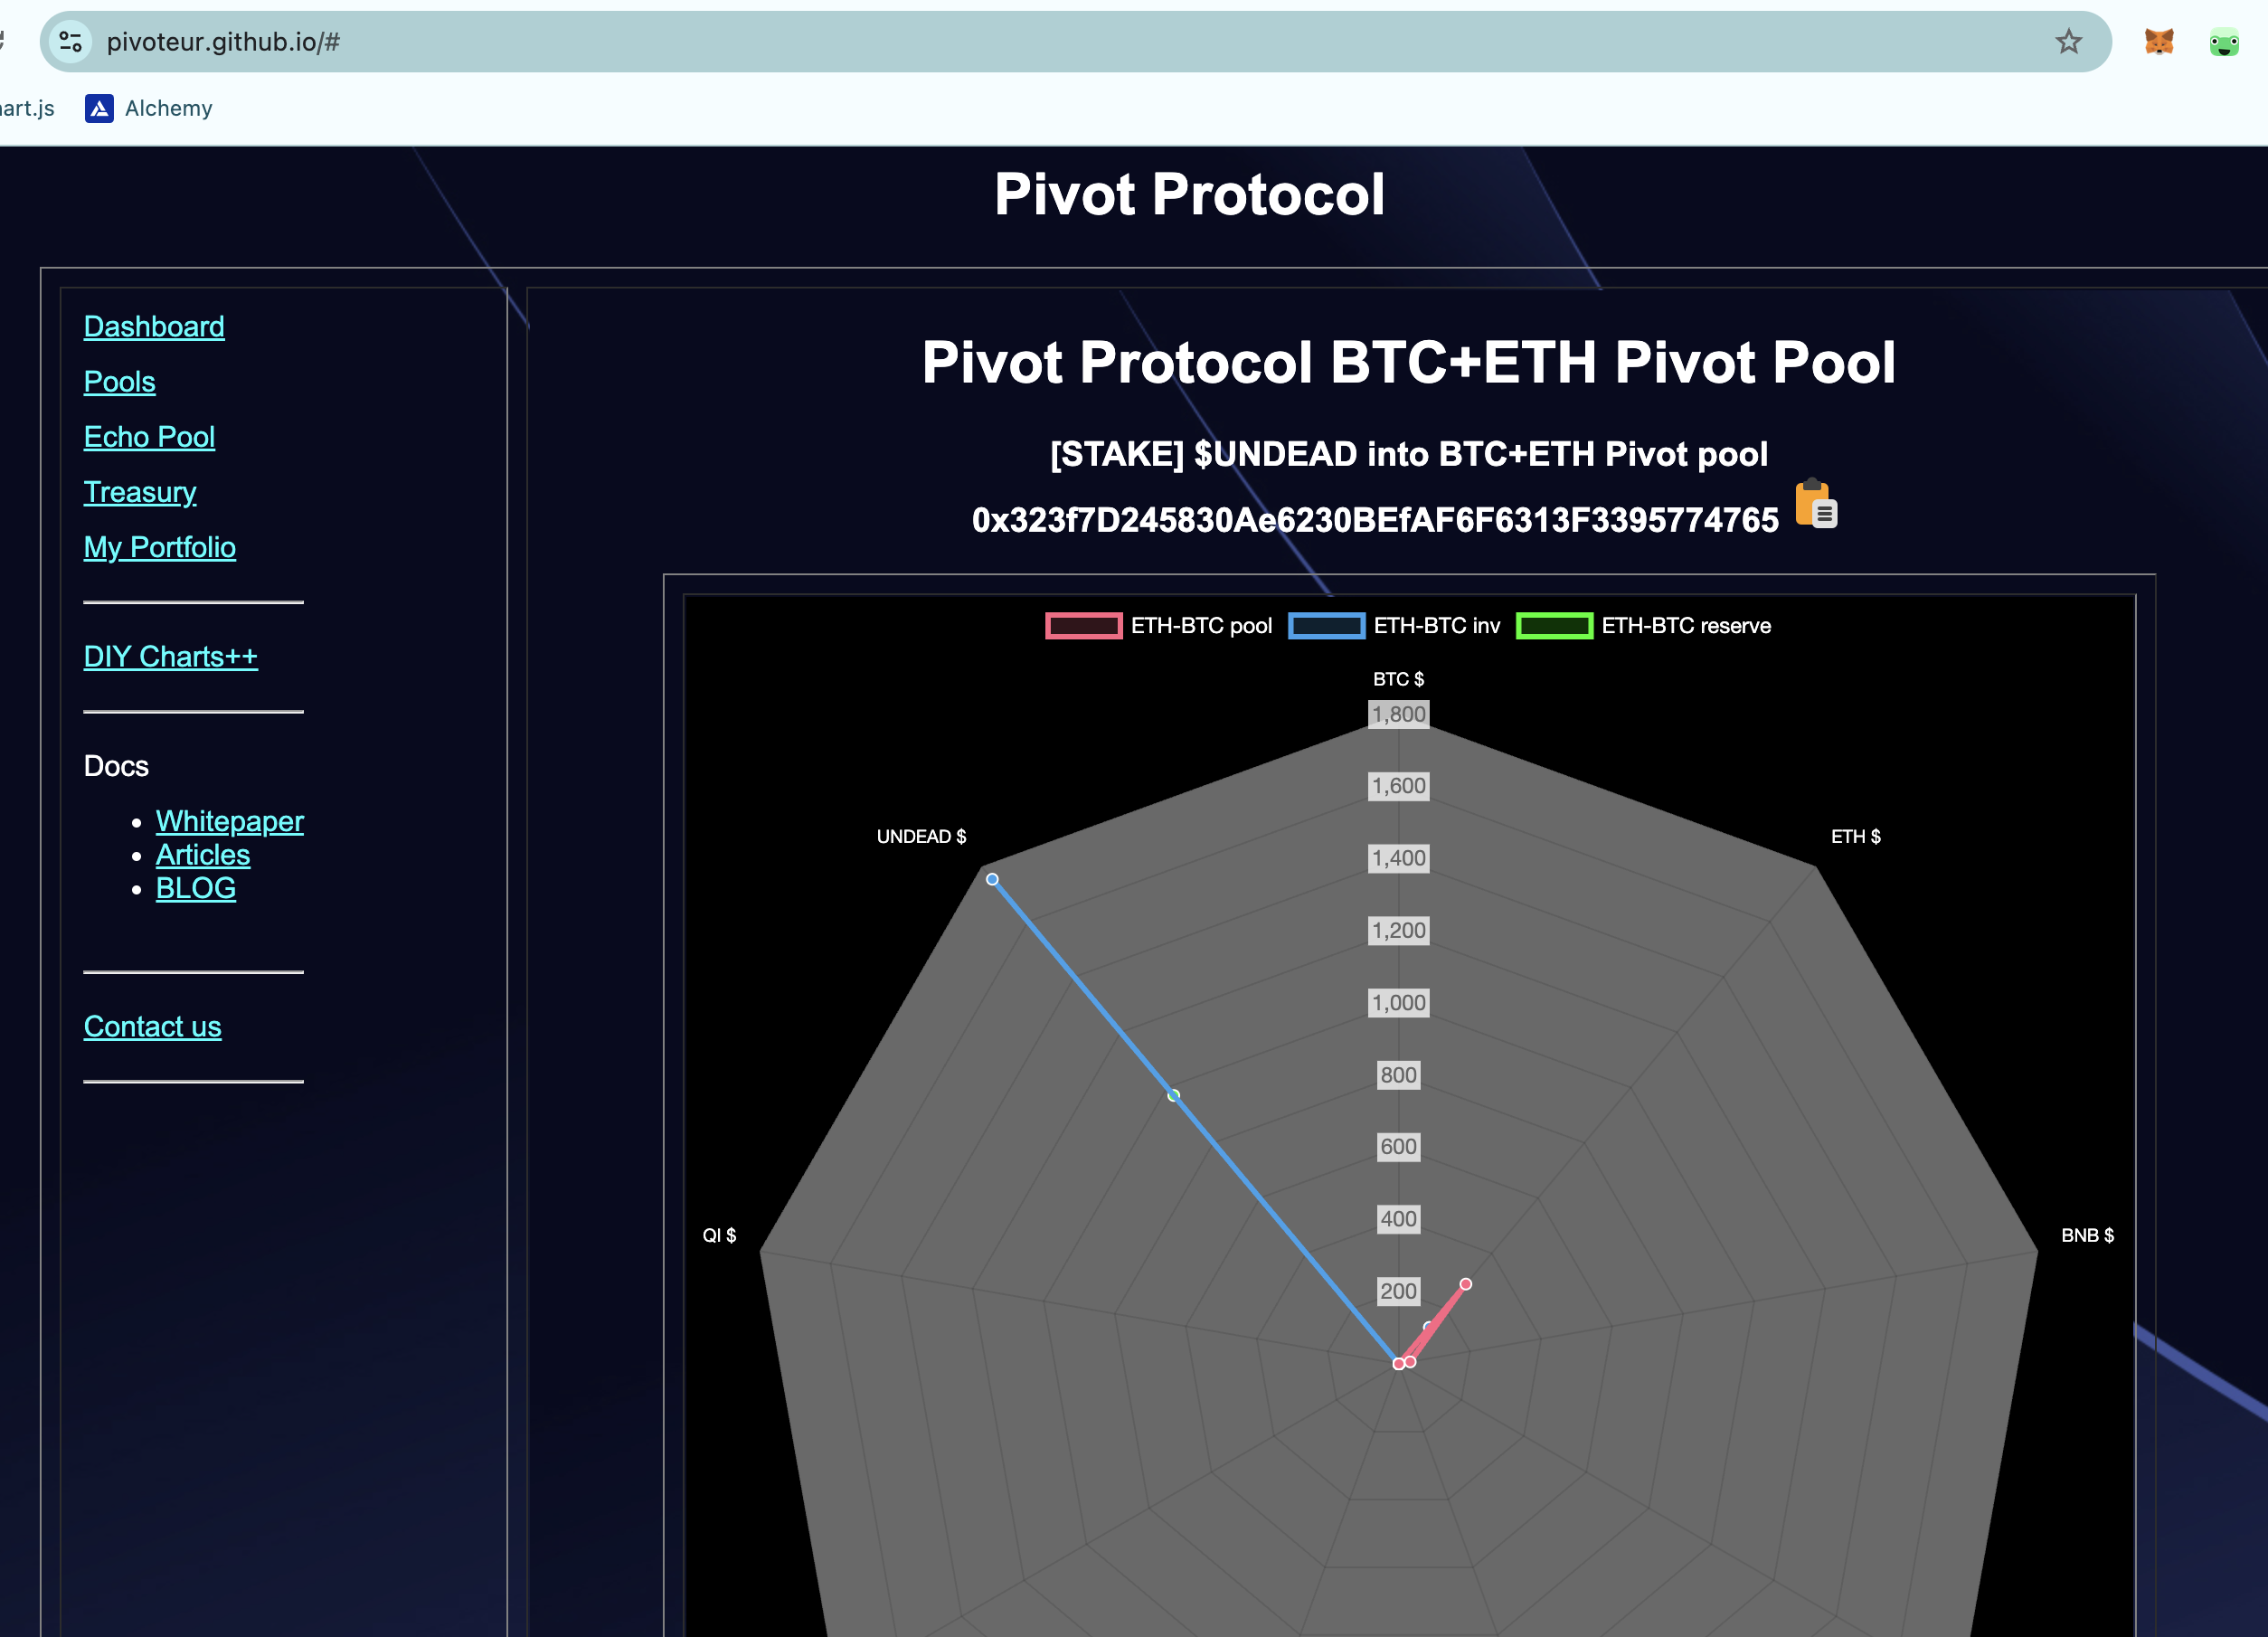 pivoteur.github.io/#
art.js
Alchemy
Pivot Protocol
Dashboard
Pools
Echo Pool
Treasury
My Portfolio
DIY Charts++
Docs
Whitepaper
Articles
BLOG
Contact us
Pivot Protocol BTC+ETH Pivot Pool
[STAKE] $UNDEAD into BTC+ETH Pivot pool
0x323f7D245830Ae6230BEfAF6F6313F3395774765
ETH-BTC pool ETH-BTC inv ETH-BTC reserve
BTC $
1,800
1,600
UNDEAD $
ETH $
1,400
1,200
1,000
800
600
QI $
BNB $
400
200